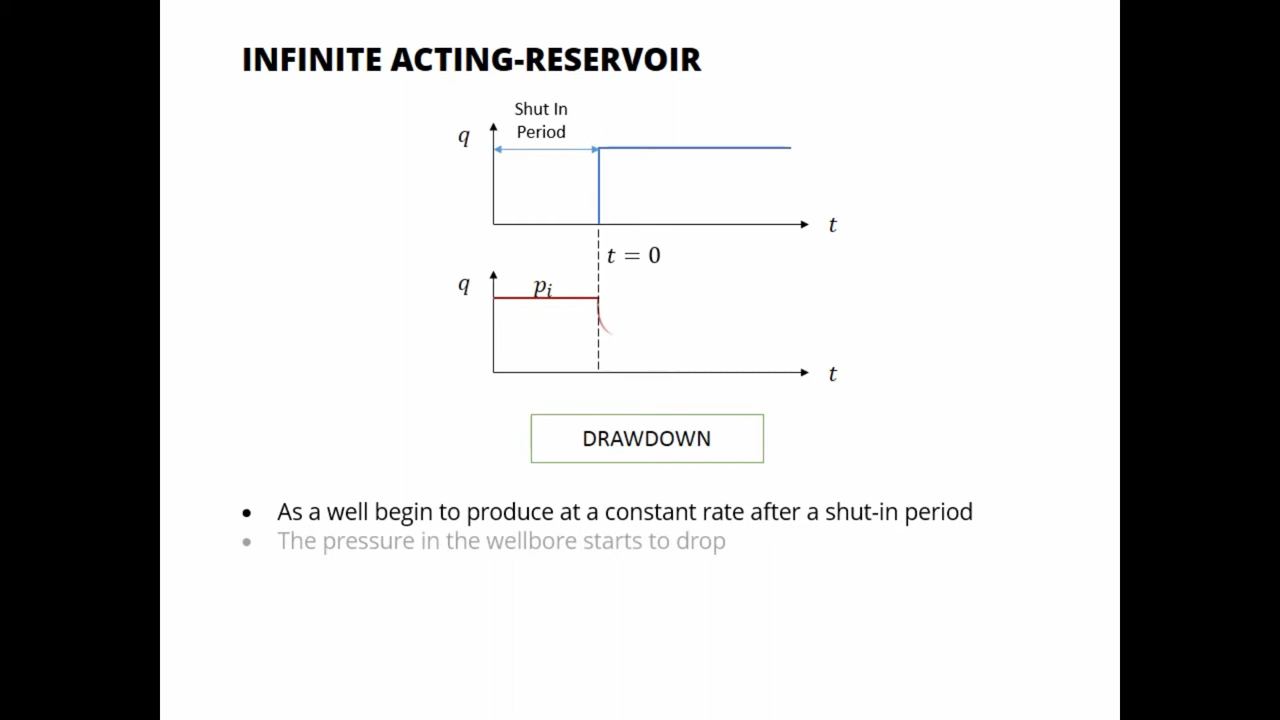 INFINITE ACTING-RESERVOIR
Shut In
Period
q
t
t = 0
q
p_i
t
DRAWDOWN
• As a well begin to produce at a constant rate after a shut-in period
• The pressure in the wellbore starts to drop